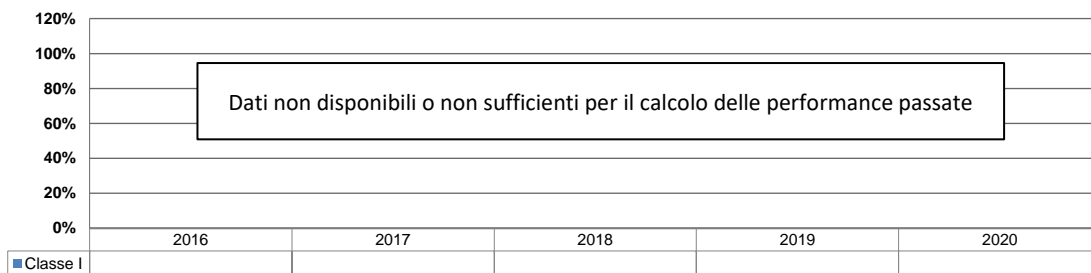 120%
100%
80%
Dati non disponibili o non sufficienti per il calcolo delle performance passate
60%
40%
20%
0%
2016 2017 2018 2019 2020
Classe I